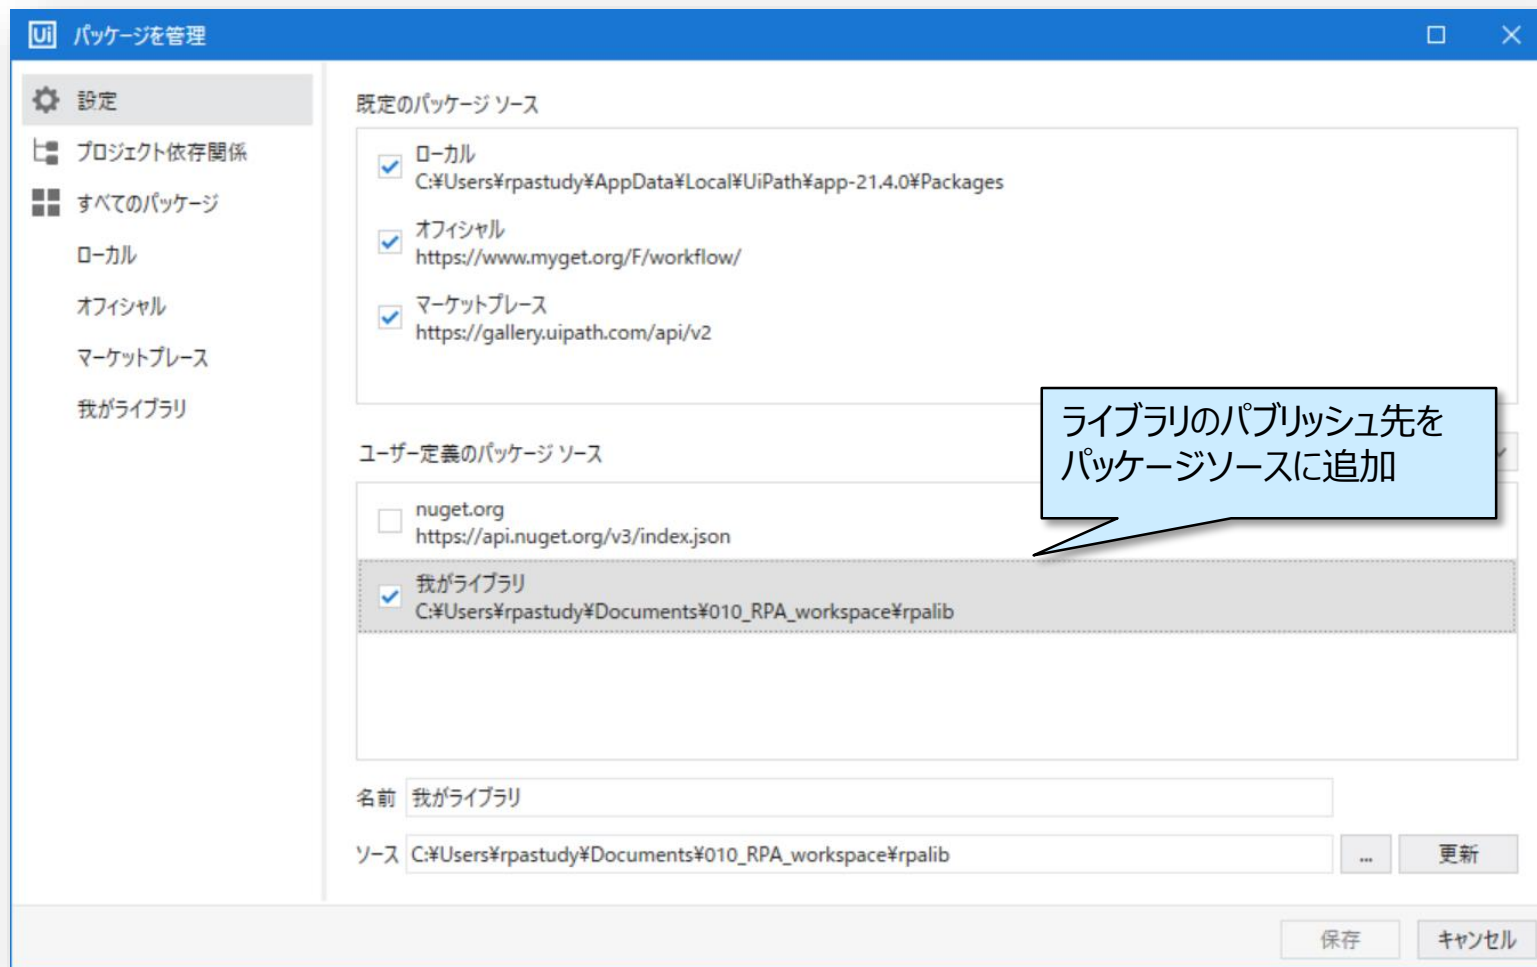 Ui パッケージを管理
設定
プロジェクト依存関係
すべてのパッケージ
ローカル
オフィシャル
マーケットプレース
我がライブラリ
既定のパッケージ ソース
ローカル
C:¥Users¥rpastudy¥AppData¥Local¥UiPath¥app-21.4.0¥Packages
オフィシャル
https://www.myget.org/F/workflow/
マーケットプレース
https://gallery.uipath.com/api/v2
ライブラリのパブリッシュ先を
パッケージソースに追加
ユーザー定義のパッケージ ソース
nuget.org
https://api.nuget.org/v3/index.json
我がライブラリ
C:¥Users¥rpastudy¥Documents¥010_RPA_workspace¥rpalib
名前 我がライブラリ
ソース C:¥Users¥rpastudy¥Documents¥010_RPA_workspace¥rpalib ... 更新
保存 キャンセル